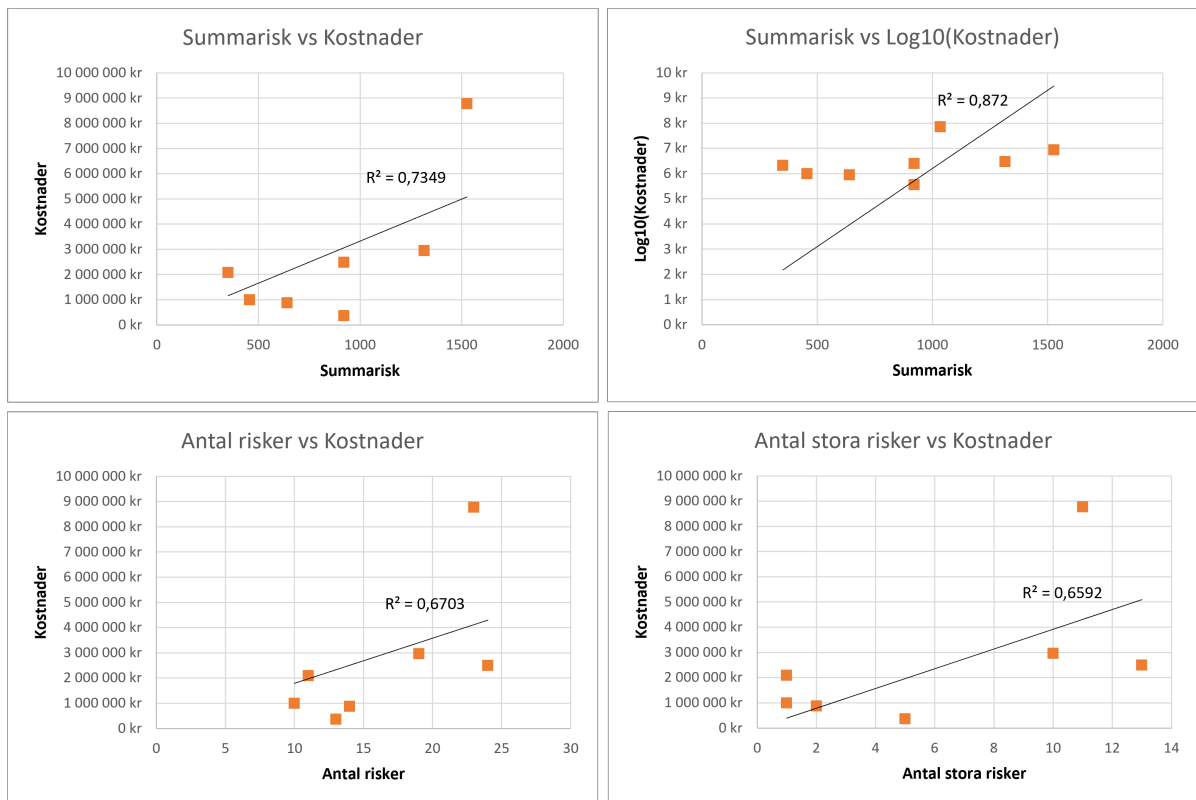 Summarisk vs Kostnader
10 000 000 kr
9 000 000 kr
8 000 000 kr
7 000 000 kr
6 000 000 kr
5 000 000 kr
4 000 000 kr
3 000 000 kr
2 000 000 kr
1 000 000 kr
0 kr
Kostnader
R² = 0,7349
0 500 1000 1500 2000
Summarisk
Summarisk vs Log10(Kostnader)
10 kr
9 kr
8 kr
7 kr
6 kr
5 kr
4 kr
3 kr
2 kr
1 kr
0 kr
Log10(Kostnader)
R² = 0,872
0 500 1000 1500 2000
Summarisk
Antal risker vs Kostnader
10 000 000 kr
9 000 000 kr
8 000 000 kr
7 000 000 kr
6 000 000 kr
5 000 000 kr
4 000 000 kr
3 000 000 kr
2 000 000 kr
1 000 000 kr
0 kr
Kostnader
R² = 0,6703
0 5 10 15 20 25 30
Antal risker
Antal stora risker vs Kostnader
10 000 000 kr
9 000 000 kr
8 000 000 kr
7 000 000 kr
6 000 000 kr
5 000 000 kr
4 000 000 kr
3 000 000 kr
2 000 000 kr
1 000 000 kr
0 kr
Kostnader
R² = 0,6592
0 2 4 6 8 10 12 14
Antal stora risker